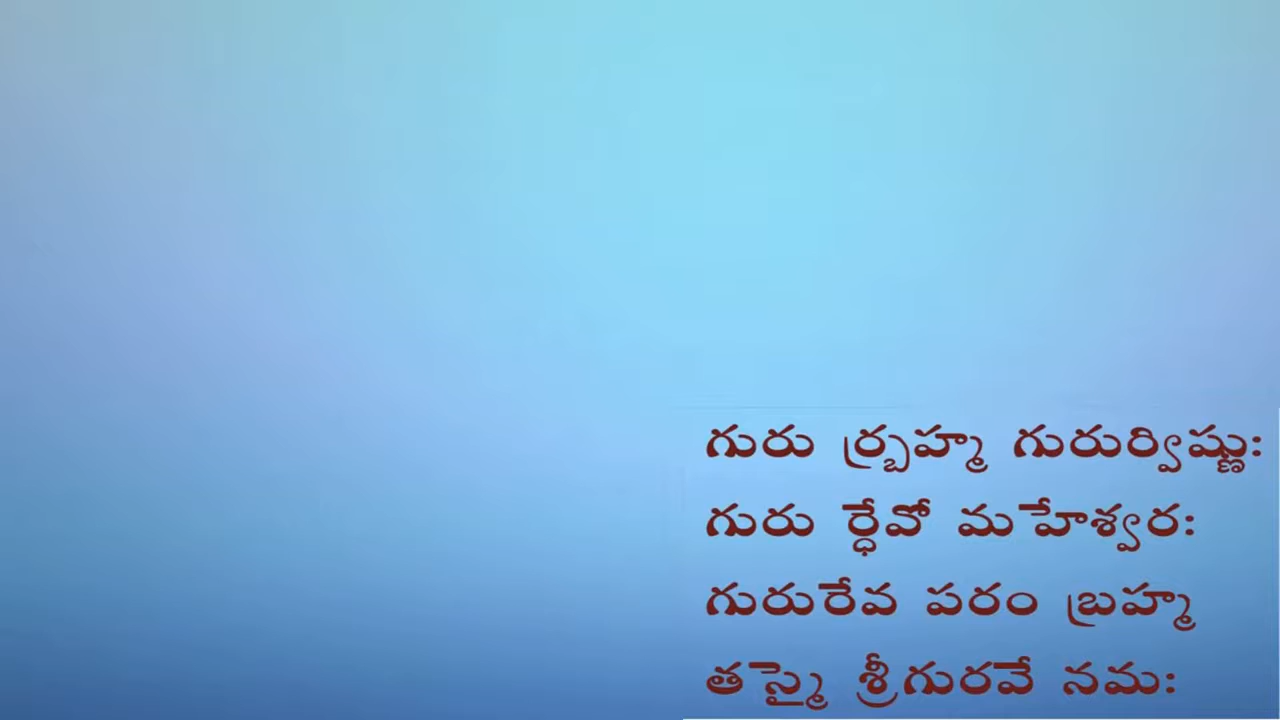 గురు ర్బ్రహ్మ గురుర్విష్ణుః
గురు ర్ధేవో మహేశ్వరః
గురురేవ పరం బ్రహ్మ
తస్మై శ్రీగురవే నమః